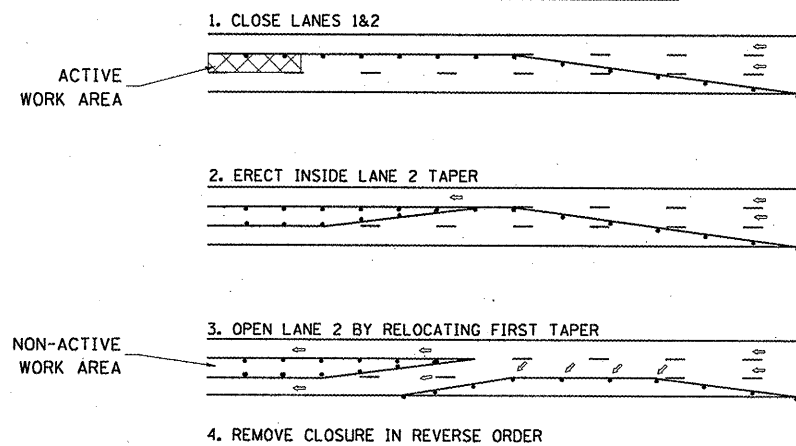 1. CLOSE LANES 1&2
ACTIVE
WORK AREA
2. ERECT INSIDE LANE 2 TAPER
3. OPEN LANE 2 BY RELOCATING FIRST TAPER
NON-ACTIVE
WORK AREA
4. REMOVE CLOSURE IN REVERSE ORDER